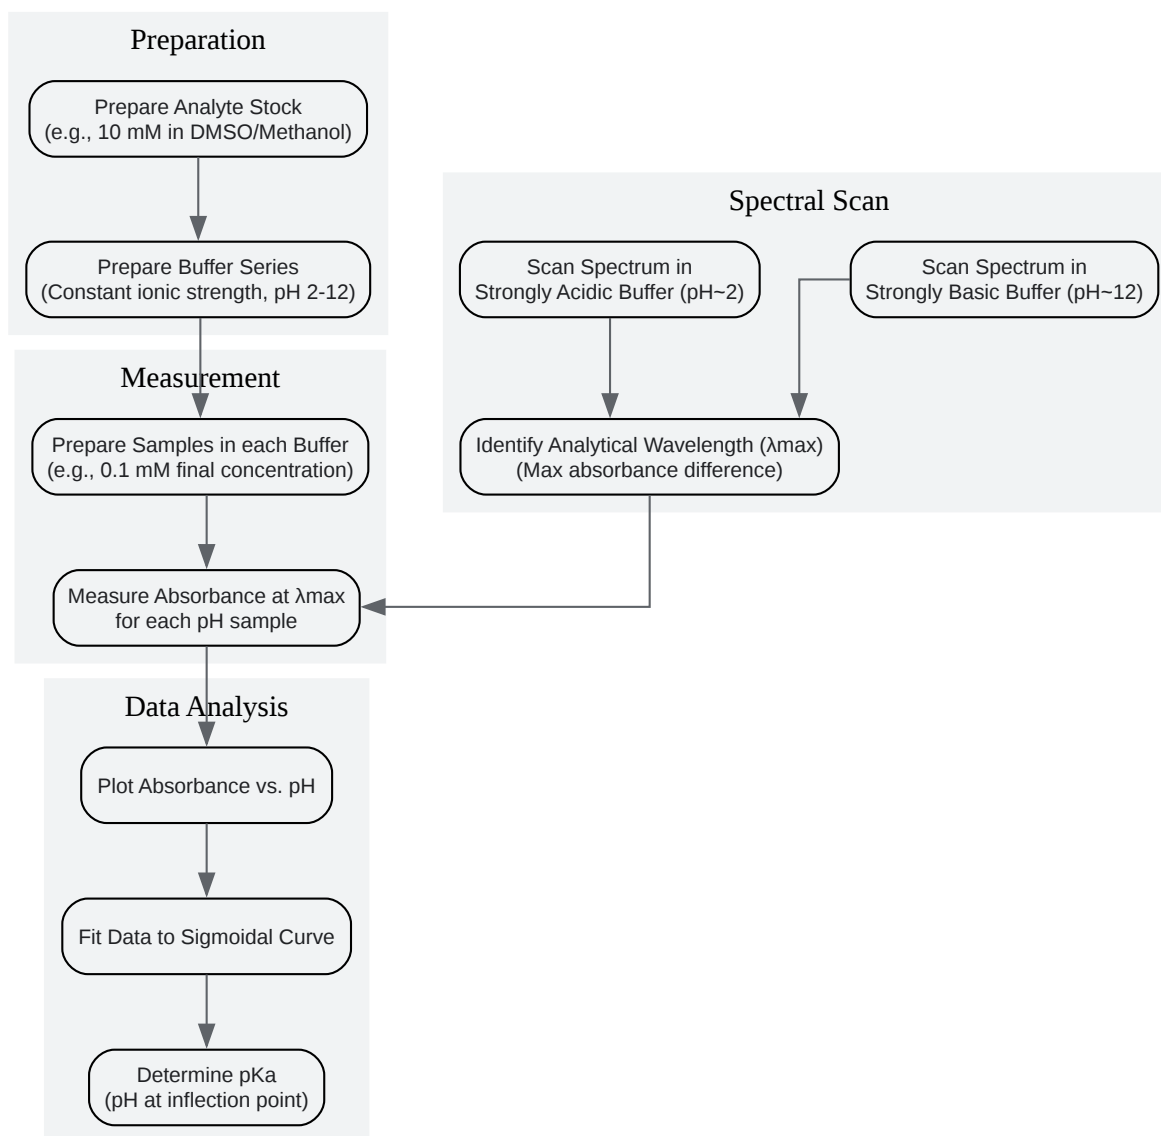 Preparation
Prepare Analyte Stock
(e.g., 10 mM in DMSO/Methanol)
Prepare Buffer Series
(Constant ionic strength, pH 2-12)
Spectral Scan
Scan Spectrum in
Strongly Acidic Buffer (pH~2)
Scan Spectrum in
Strongly Basic Buffer (pH~12)
Identify Analytical Wavelength (λmax)
(Max absorbance difference)
Measurement
Prepare Samples in each Buffer
(e.g., 0.1 mM final concentration)
Measure Absorbance at λmax
for each pH sample
Data Analysis
Plot Absorbance vs. pH
Fit Data to Sigmoidal Curve
Determine pKa
(pH at inflection point)